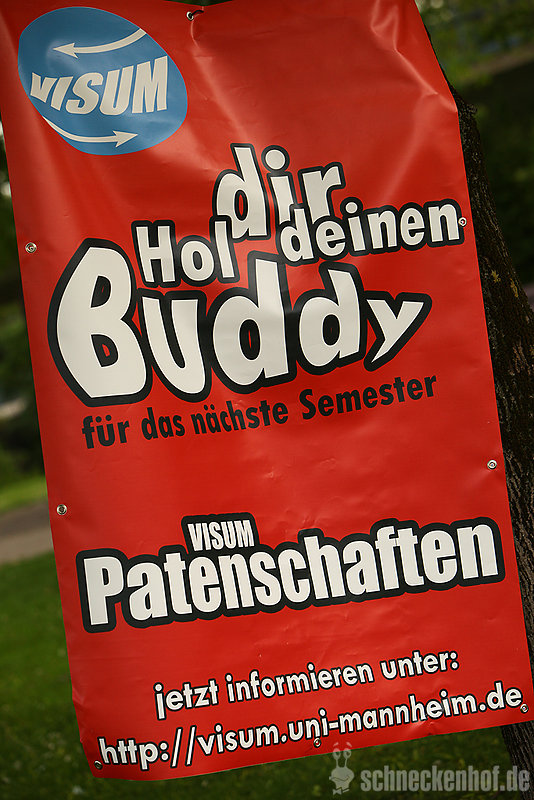 VISUM
Hol dir deinen
Buddy
für das nächste Semester
VISUM
Patenschaften
jetzt informieren unter:
http://visum.uni-mannheim.de
schneckenhof.de